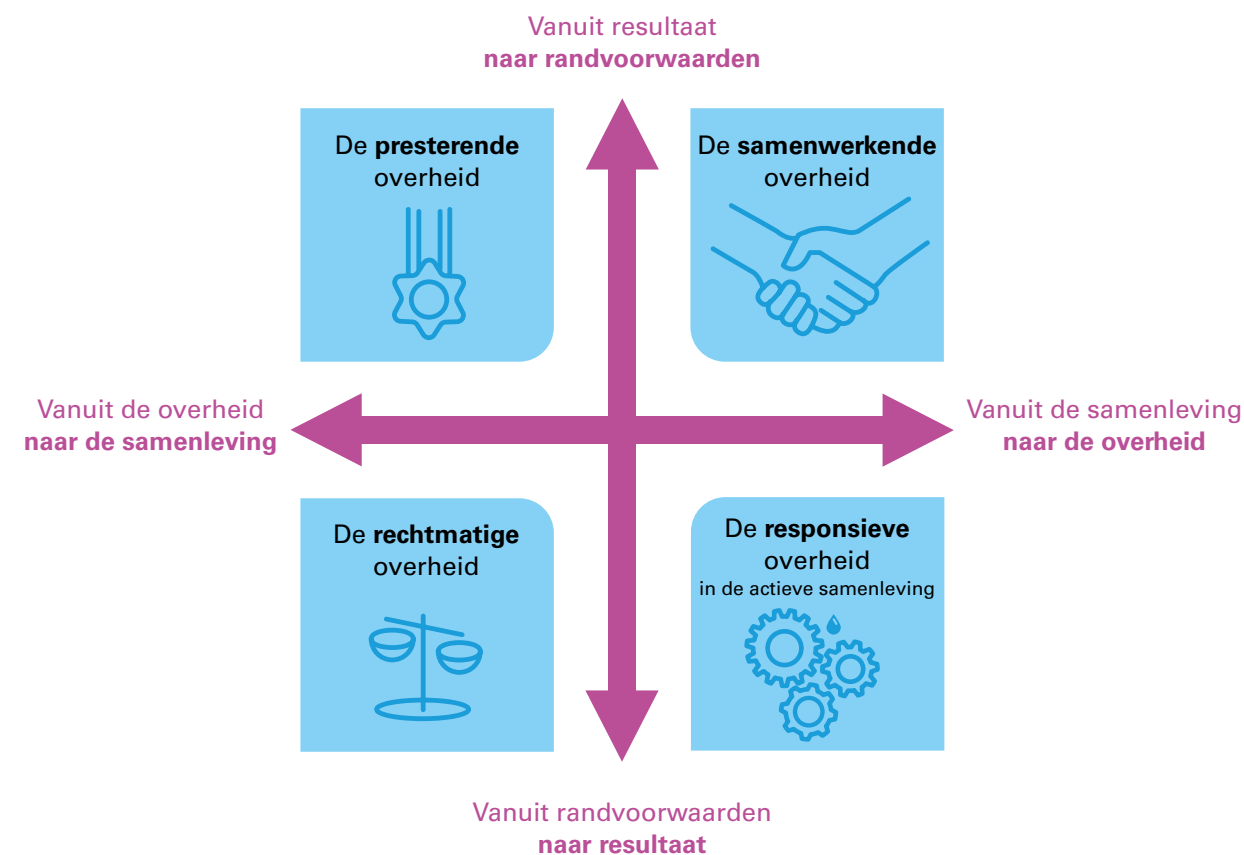 Vanuit resultaat
naar randvoorwaarden
De presterende
overheid
De samenwerkende
overheid
Vanuit de overheid
naar de samenleving
Vanuit de samenleving
naar de overheid
De rechtmatige
overheid
De responsieve
overheid
in de actieve samenleving
Vanuit randvoorwaarden
naar resultaat